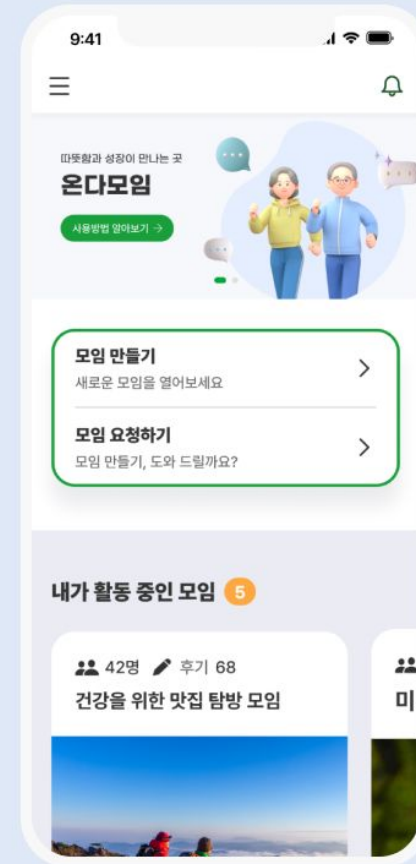 9:41
따뜻함과 성장이 만나는 곳
온다모임
사용방법 알아보기 →
모임 만들기
새로운 모임을 열어보세요
모임 요청하기
모임 만들기, 도와 드릴까요?
내가 활동 중인 모임 5
42명 후기 68
건강을 위한 맛집 탐방 모임
미